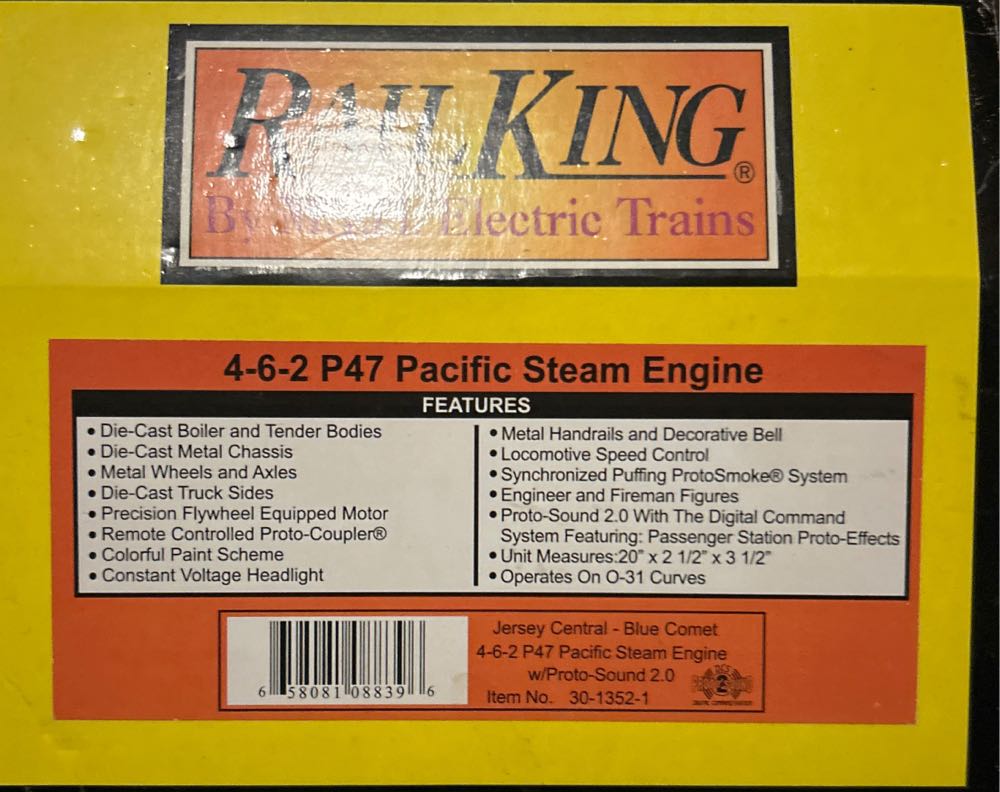 RAIL KING®
By M.T.H. Electric Trains
4-6-2 P47 Pacific Steam Engine
FEATURES
• Die-Cast Boiler and Tender Bodies
• Die-Cast Metal Chassis
• Metal Wheels and Axles
• Die-Cast Truck Sides
• Precision Flywheel Equipped Motor
• Remote Controlled Proto-Coupler®
• Colorful Paint Scheme
• Constant Voltage Headlight
• Metal Handrails and Decorative Bell
• Locomotive Speed Control
• Synchronized Puffing ProtoSmoke® System
• Engineer and Fireman Figures
• Proto-Sound 2.0 With The Digital Command
System Featuring: Passenger Station Proto-Effects
• Unit Measures:20" x 2 1/2" x 3 1/2"
• Operates On O-31 Curves
6 58081 08839 6
Jersey Central - Blue Comet
4-6-2 P47 Pacific Steam Engine
w/Proto-Sound 2.0
Item No. 30-1352-1
2